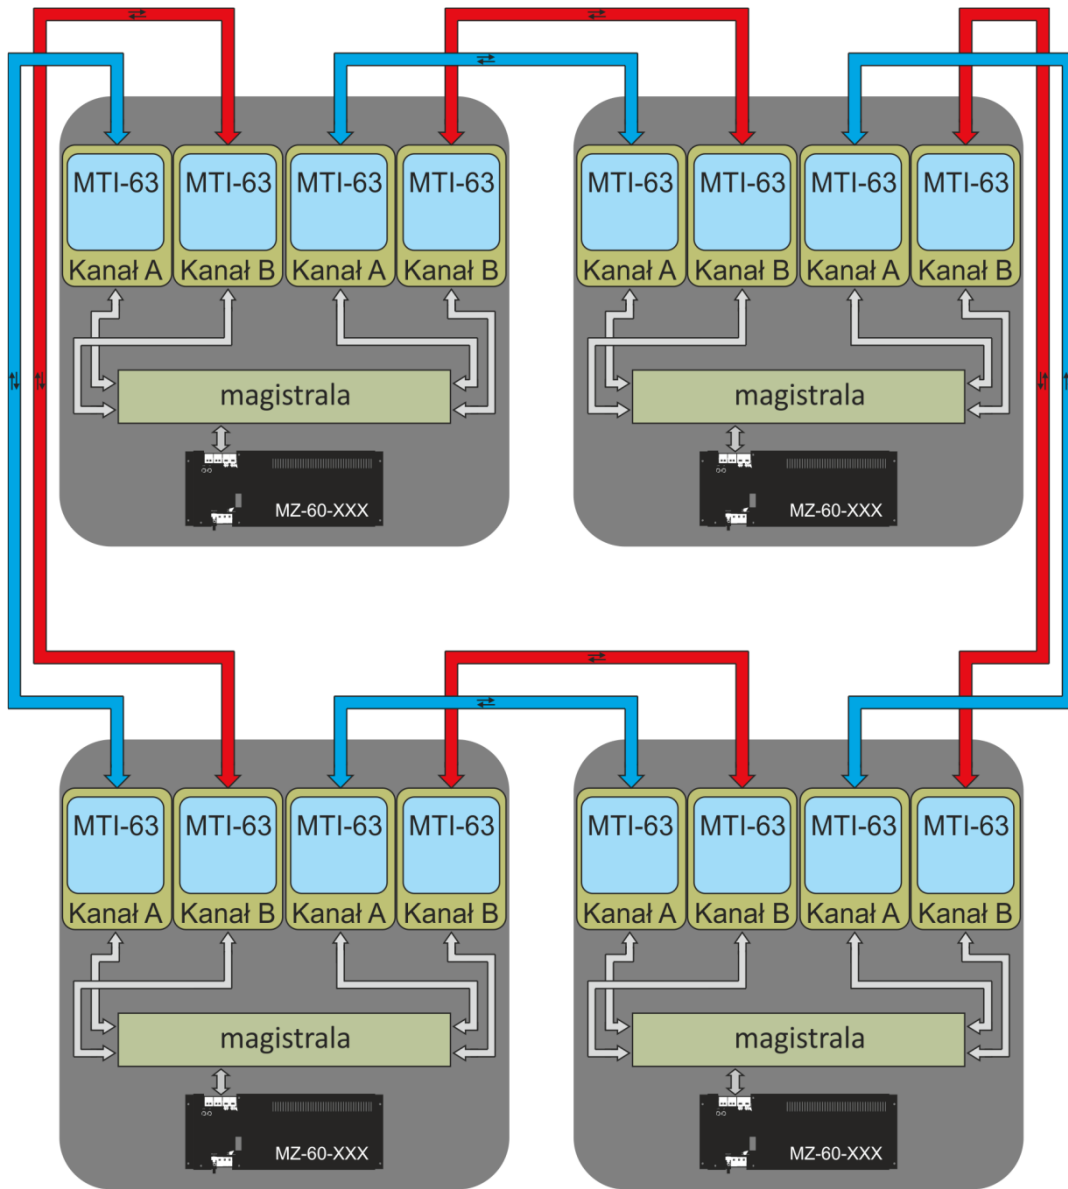 MTI-63 MTI-63 MTI-63 MTI-63 MTI-63 MTI-63 MTI-63 MTI-63
Kanał A Kanał B Kanał A Kanał B Kanał A Kanał B Kanał A Kanał B
magistrala magistrala
MZ-60-XXX MZ-60-XXX
MTI-63 MTI-63 MTI-63 MTI-63 MTI-63 MTI-63 MTI-63 MTI-63
Kanał A Kanał B Kanał A Kanał B Kanał A Kanał B Kanał A Kanał B
magistrala magistrala
MZ-60-XXX MZ-60-XXX